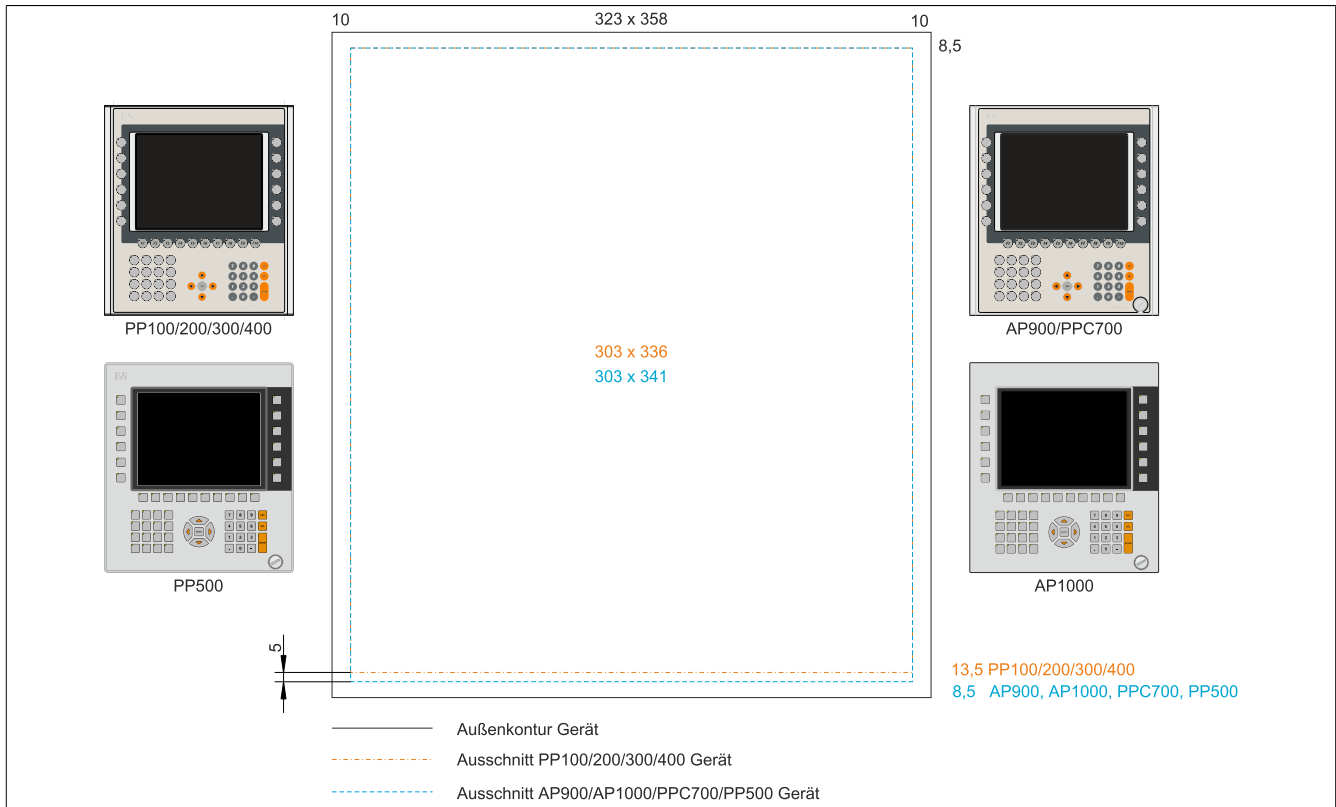 10
323 x 358
10
8,5
PP100/200/300/400
AP900/PPC700
303 x 336
303 x 341
PP500
AP1000
5
13,5 PP100/200/300/400
8,5 AP900, AP1000, PPC700, PP500
Außenkontur Gerät
Ausschnitt PP100/200/300/400 Gerät
Ausschnitt AP900/AP1000/PPC700/PP500 Gerät